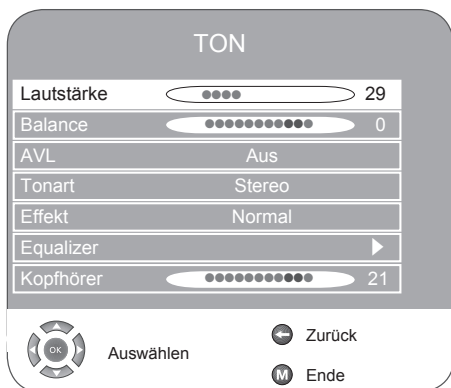 TON
Lautstärke 29
Balance 0
AVL Aus
Tonart Stereo
Effekt Normal
Equalizer
Kopfhörer 21
OK Auswählen
Zurück
M Ende